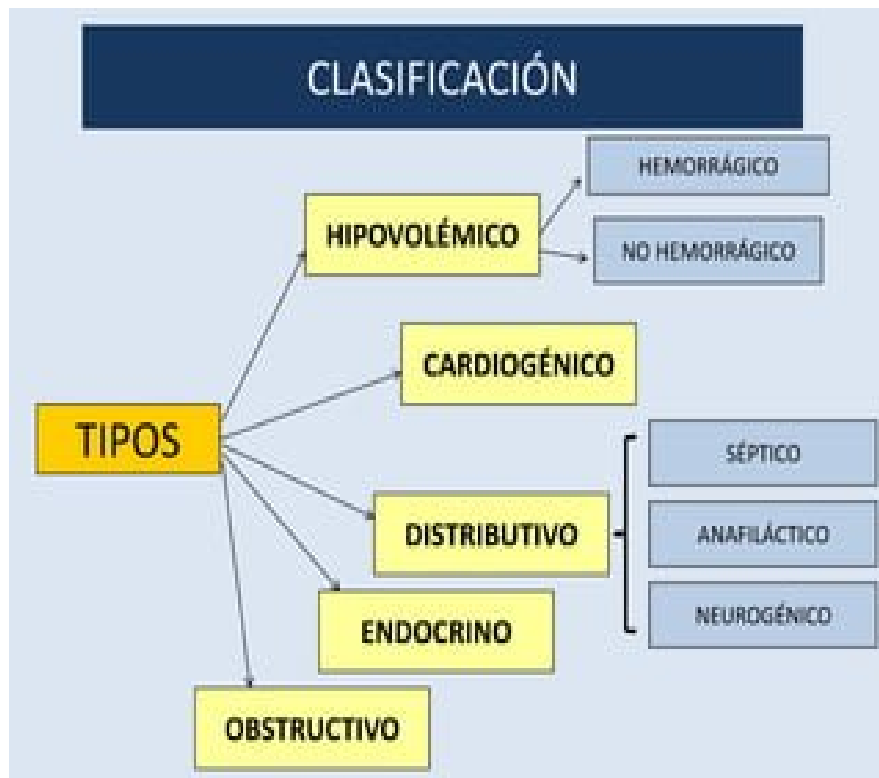 CLASIFICACIÓN
HEMORRÁGICO
HIPOVOLÉMICO
NO HEMORRÁGICO
CARDIOGÉNICO
TIPOS
SÉPTICO
DISTRIBUTIVO
ANAFILÁCTICO
NEUROGÉNICO
ENDOCRINO
OBSTRUCTIVO